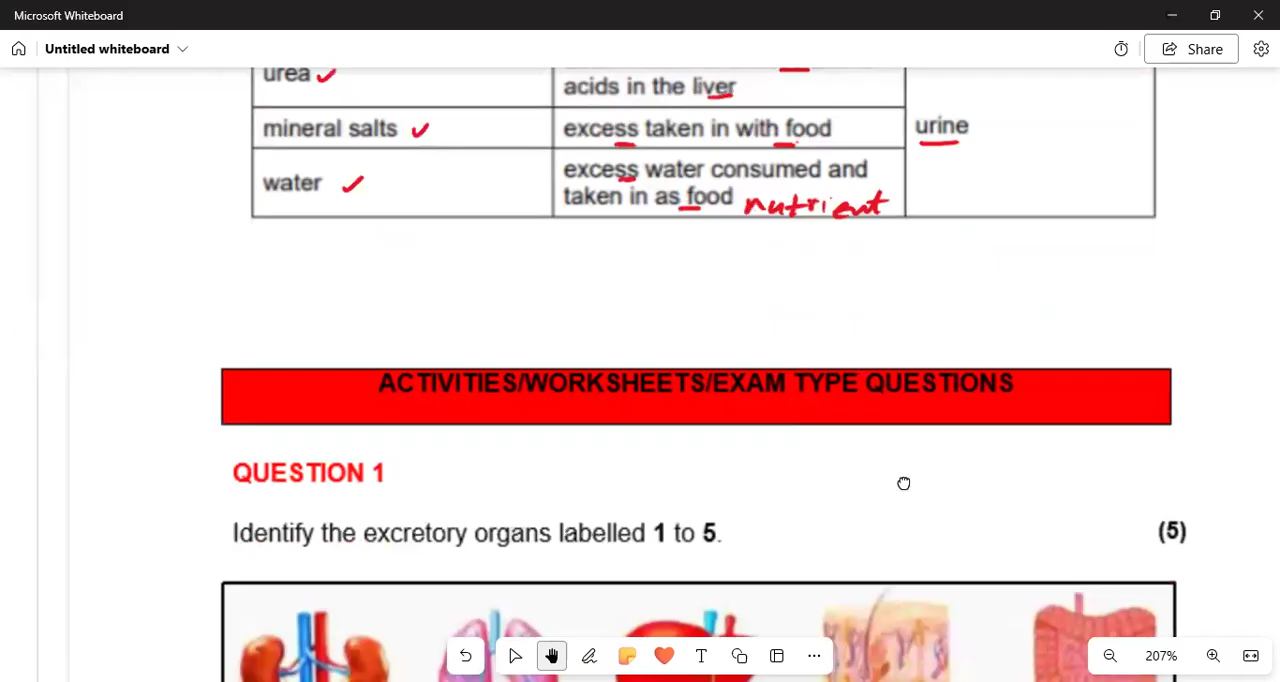 Microsoft Whiteboard
Untitled whiteboard
Share
urea
acids in the liver
mineral salts
excess taken in with food
urine
water
excess water consumed and
taken in as food nutrient
ACTIVITIES/WORKSHEETS/EXAM TYPE QUESTIONS
QUESTION 1
Identify the excretory organs labelled 1 to 5.
(5)
T
207%